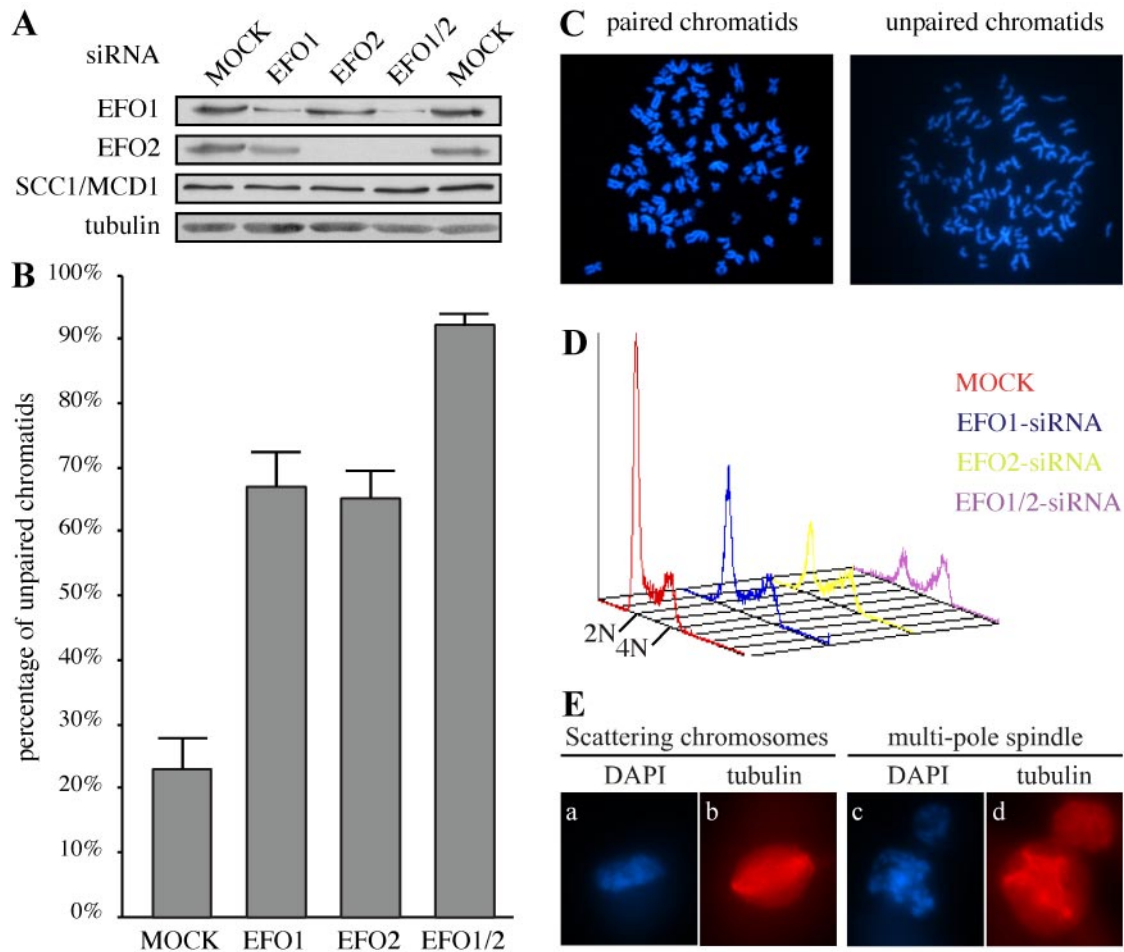 A
siRNA
MOCK EFO1 EFO2 EFO1/2 MOCK
EFO1
EFO2
SCC1/MCD1
tubulin
B
percentage of unpaired chromatids
100%
90%
80%
70%
60%
50%
40%
30%
20%
10%
0%
MOCK EFO1 EFO2 EFO1/2
C
paired chromatids unpaired chromatids
D
MOCK
EFO1-siRNA
EFO2-siRNA
EFO1/2-siRNA
2N
4N
E
Scattering chromosomes multi-pole spindle
DAPI tubulin DAPI tubulin
a b c d